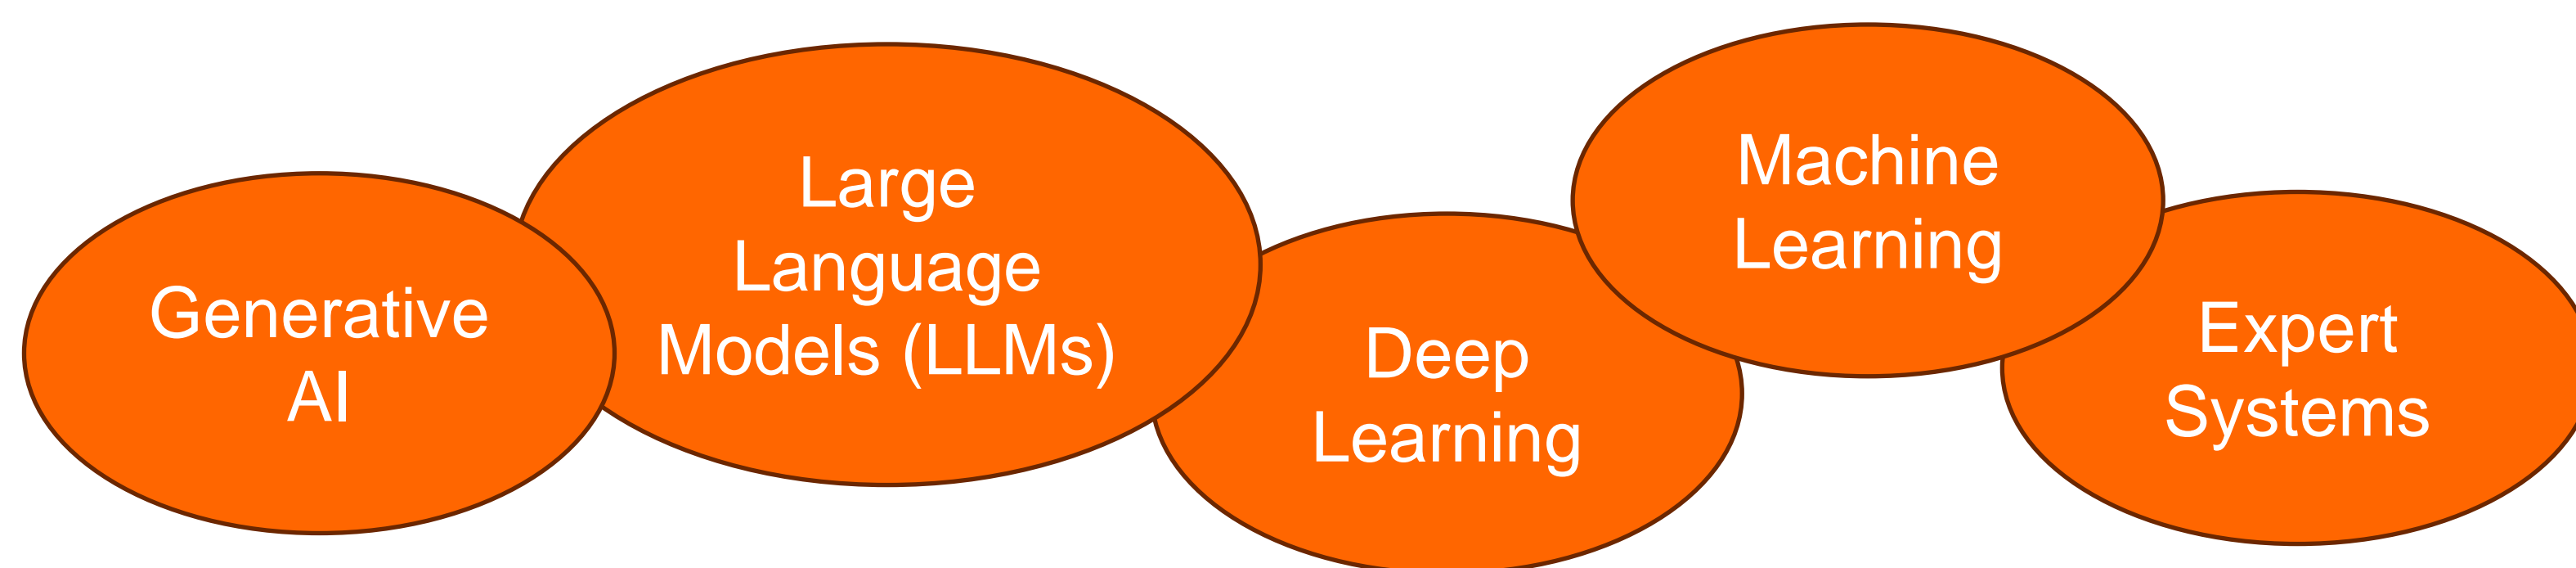 Generative
AI
Large
Language
Models (LLMs)
Deep
Learning
Machine
Learning
Expert
Systems